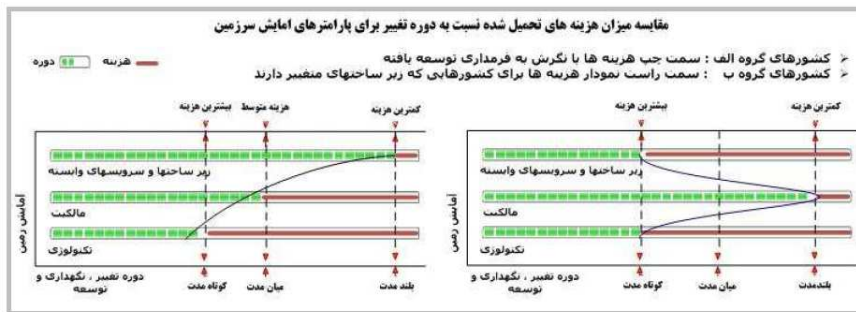 مقایسه میزان هزینه های تحمیل شده نسبت به دوره تغییر برای پارامترهای امایش سرزمین
کشورهای گروه الف : سمت چپ هزینه ها با نگرش به فرمداری توسعه یافته
کشورهای گروه ب : سمت راست نمودار هزینه ها برای کشورهایی که زیر ساختهای متغییر دارند
هزینه
دوره
کمترین هزینه
بیشترین هزینه
زیر ساختها و سرویسهای وابسته
مالکیت
تکنولوژی
آمایش زمین
بلندمدت
میان مدت
کوتاه مدت
دوره تغییر ، نگهداری و
توسعه
کمترین
هزینه
هزینه متوسط
بیشترین
هزینه
زیر ساختها و سرویسهای وابسته
مالکیت
تکنولوژی
آمایش زمین
بلند مدت
میان مدت
کوتاه مدت
دوره تغییر ، نگهداری و
توسعه